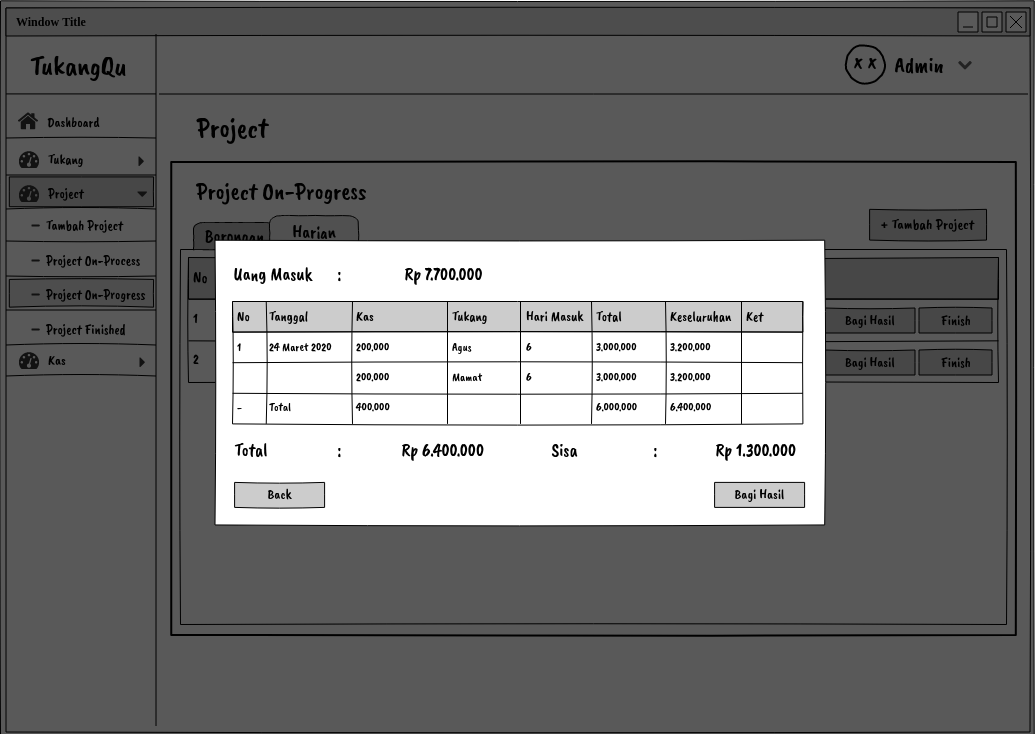 Window Title
TukangQu
Admin
Dashboard
Tukang
Project
– Tambah Project
– Project On-Process
– Project On-Progress
– Project Finished
Kas
Project
Project On-Progress
Borongan Harian
+ Tambah Project
No
1 Bagi Hasil Finish
2 Bagi Hasil Finish
Uang Masuk : Rp 7.700.000
No Tanggal Kas Tukang Hari Masuk Total Keseluruhan Ket
1 24 Maret 2020 200,000 Agus 6 3,000,000 3.200,000
200,000 Mamat 6 3,000,000 3.200,000
- Total 400,000 6,000,000 6,400,000
Total : Rp 6.400.000 Sisa : Rp 1.300.000
Back Bagi Hasil